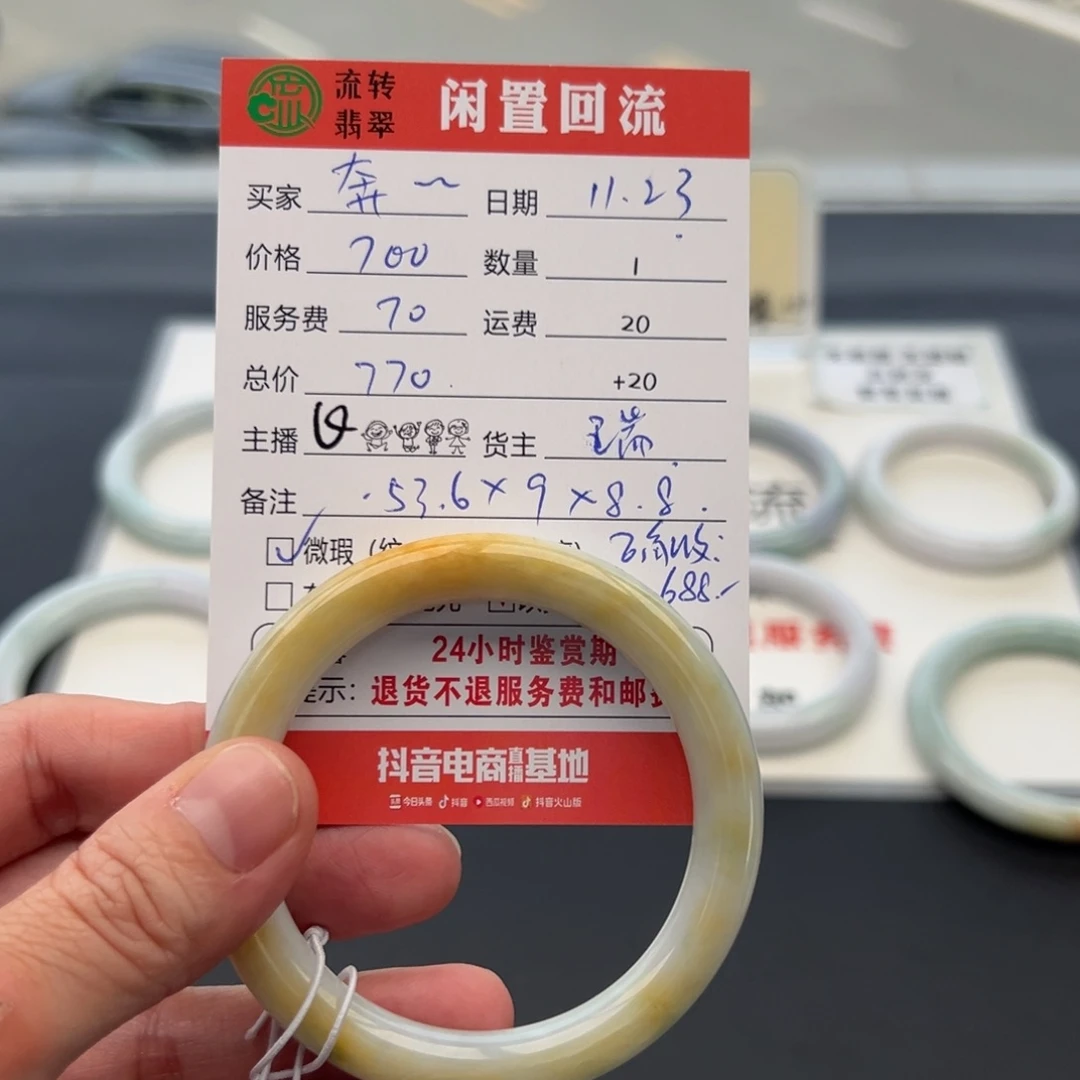 流转
翡翠
闲置回流
买家 奔 日期 11.23
价格 700 数量 1
服务费 70 运费 20
总价 770 +20
主播 货主 瑞
备注 53.6×9×8.8
微瑕
688
24小时鉴赏期
提示：退货不退服务费和邮费
抖音电商直播基地
今日头条 抖音 西瓜视频 抖音火山版